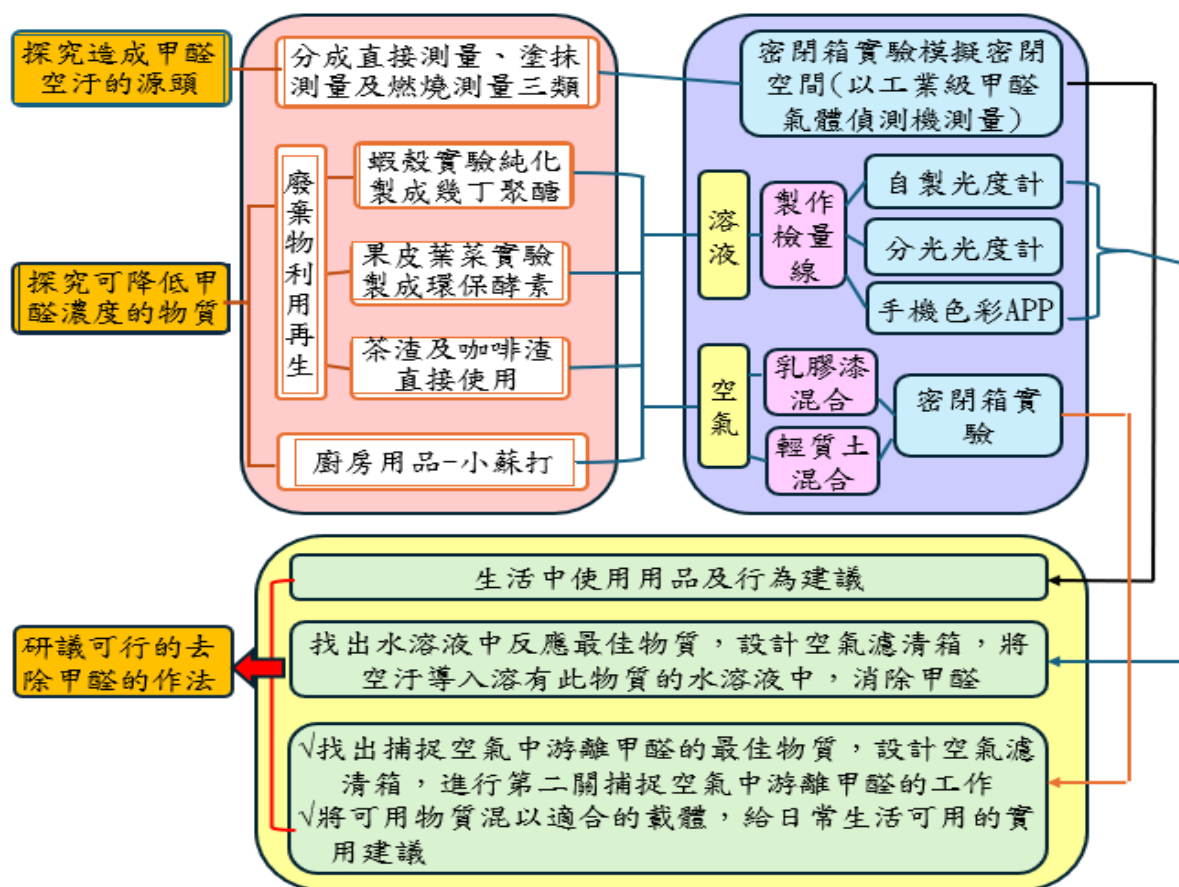 探究造成甲醛
空汙的源頭
分成直接測量、塗抹
測量及燃燒測量三類
密閉箱實驗模擬密閉
空間(以工業級甲醛
氣體偵測機測量)
探究可降低甲
醛濃度的物質
廢棄物利用再生
蝦殼實驗純化
製成幾丁聚醣
果皮葉菜實驗
製成環保酵素
茶渣及咖啡渣
直接使用
廚房用品-小蘇打
溶液
製作
檢量
線
自製光度計
分光光度計
手機色彩APP
空氣
乳膠漆
混合
輕質土
混合
密閉箱實
驗
研議可行的去
除甲醛的作法
生活中使用用品及行為建議
找出水溶液中反應最佳物質，設計空氣濾清箱，將
空汙導入溶有此物質的水溶液中，消除甲醛
√找出捕捉空氣中游離甲醛的最佳物質，設計空氣濾
清箱，進行第二關捕捉空氣中游離甲醛的工作
√將可用物質混以適合的載體，給日常生活可用的實
用建議